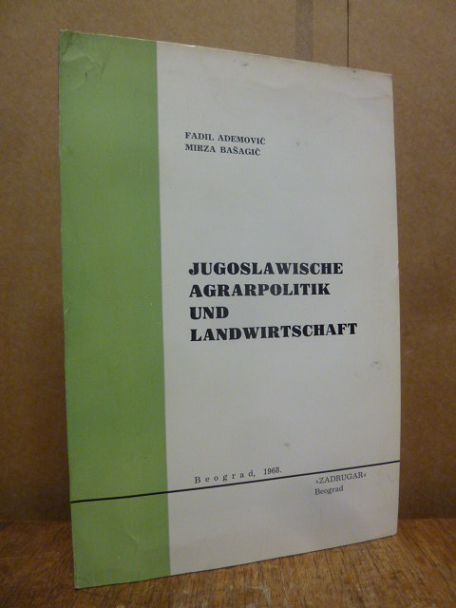 FADIL ADEMOVIĆ
MIRZA BAŠAGIĆ
JUGOSLAWISCHE
AGRARPOLITIK
UND
LANDWIRTSCHAFT
Beograd, 1968.
»ZADRUGAR«
Beograd